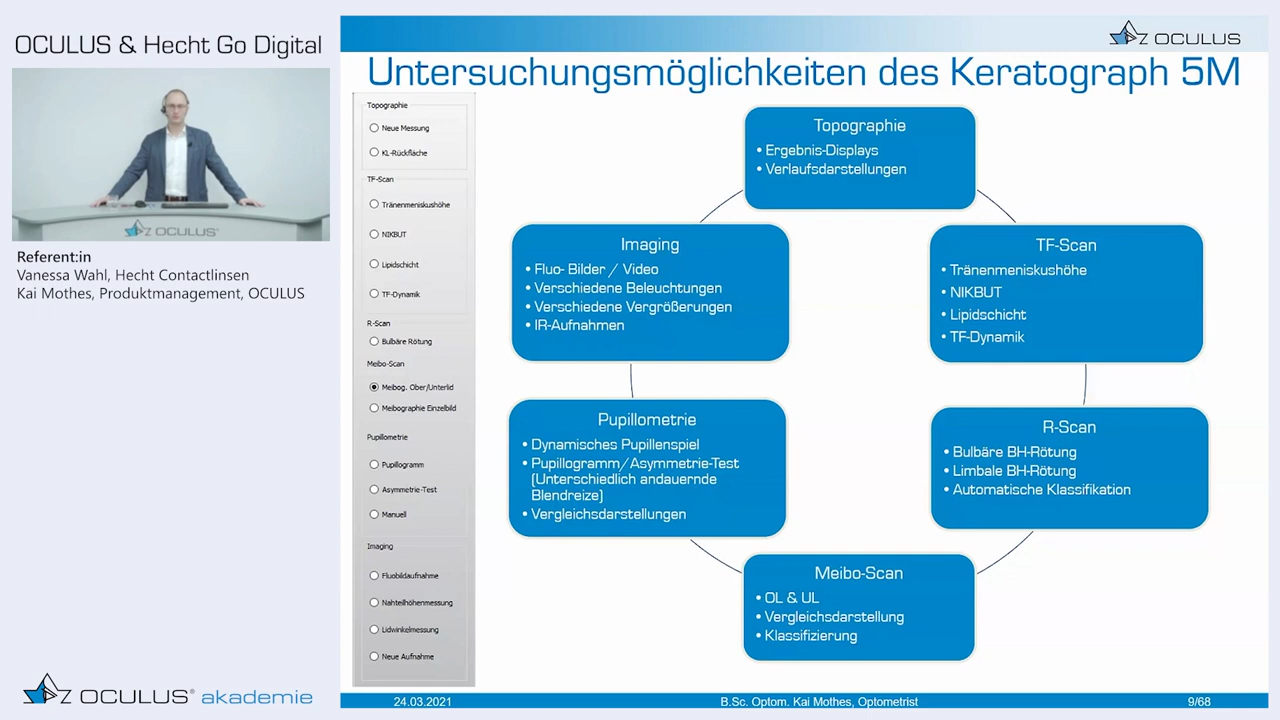 OCULUS & Hecht Go Digital
OCULUS
Referent:in
Vanessa Wahl, Hecht Contactlinsen
Kai Mothes, Produktmanagement, OCULUS
OCULUS® akademie
OCULUS
Untersuchungsmöglichkeiten des Keratograph 5M
Topographie
Neue Messung
KL-Rückfläche
TF-Scan
Tränenmeniskushöhe
NIKBUT
Lipidschicht
TF-Dynamik
R-Scan
Bulbäre Rötung
Meibo-Scan
Meibog. Ober/Unterlid
Meibographie Einzelbild
Pupillometrie
Pupillogramm
Asymmetrie-Test
Manuell
Imaging
Fluobildaufnahme
Nahteilhöhenmessung
Lidwinkelmessung
Neue Aufnahme
Topographie
• Ergebnis-Displays
• Verlaufsdarstellungen
TF-Scan
• Tränenmeniskushöhe
• NIKBUT
• Lipidschicht
• TF-Dynamik
R-Scan
• Bulbäre BH-Rötung
• Limbale BH-Rötung
• Automatische Klassifikation
Meibo-Scan
• OL & UL
• Vergleichsdarstellung
• Klassifizierung
Pupillometrie
• Dynamisches Pupillenspiel
• Pupillogramm/Asymmetrie-Test
(Unterschiedlich andauernde
Blendreize)
• Vergleichsdarstellungen
Imaging
• Fluo- Bilder / Video
• Verschiedene Beleuchtungen
• Verschiedene Vergrößerungen
• IR-Aufnahmen
24.03.2021
B.Sc. Optom. Kai Mothes, Optometrist
9/68